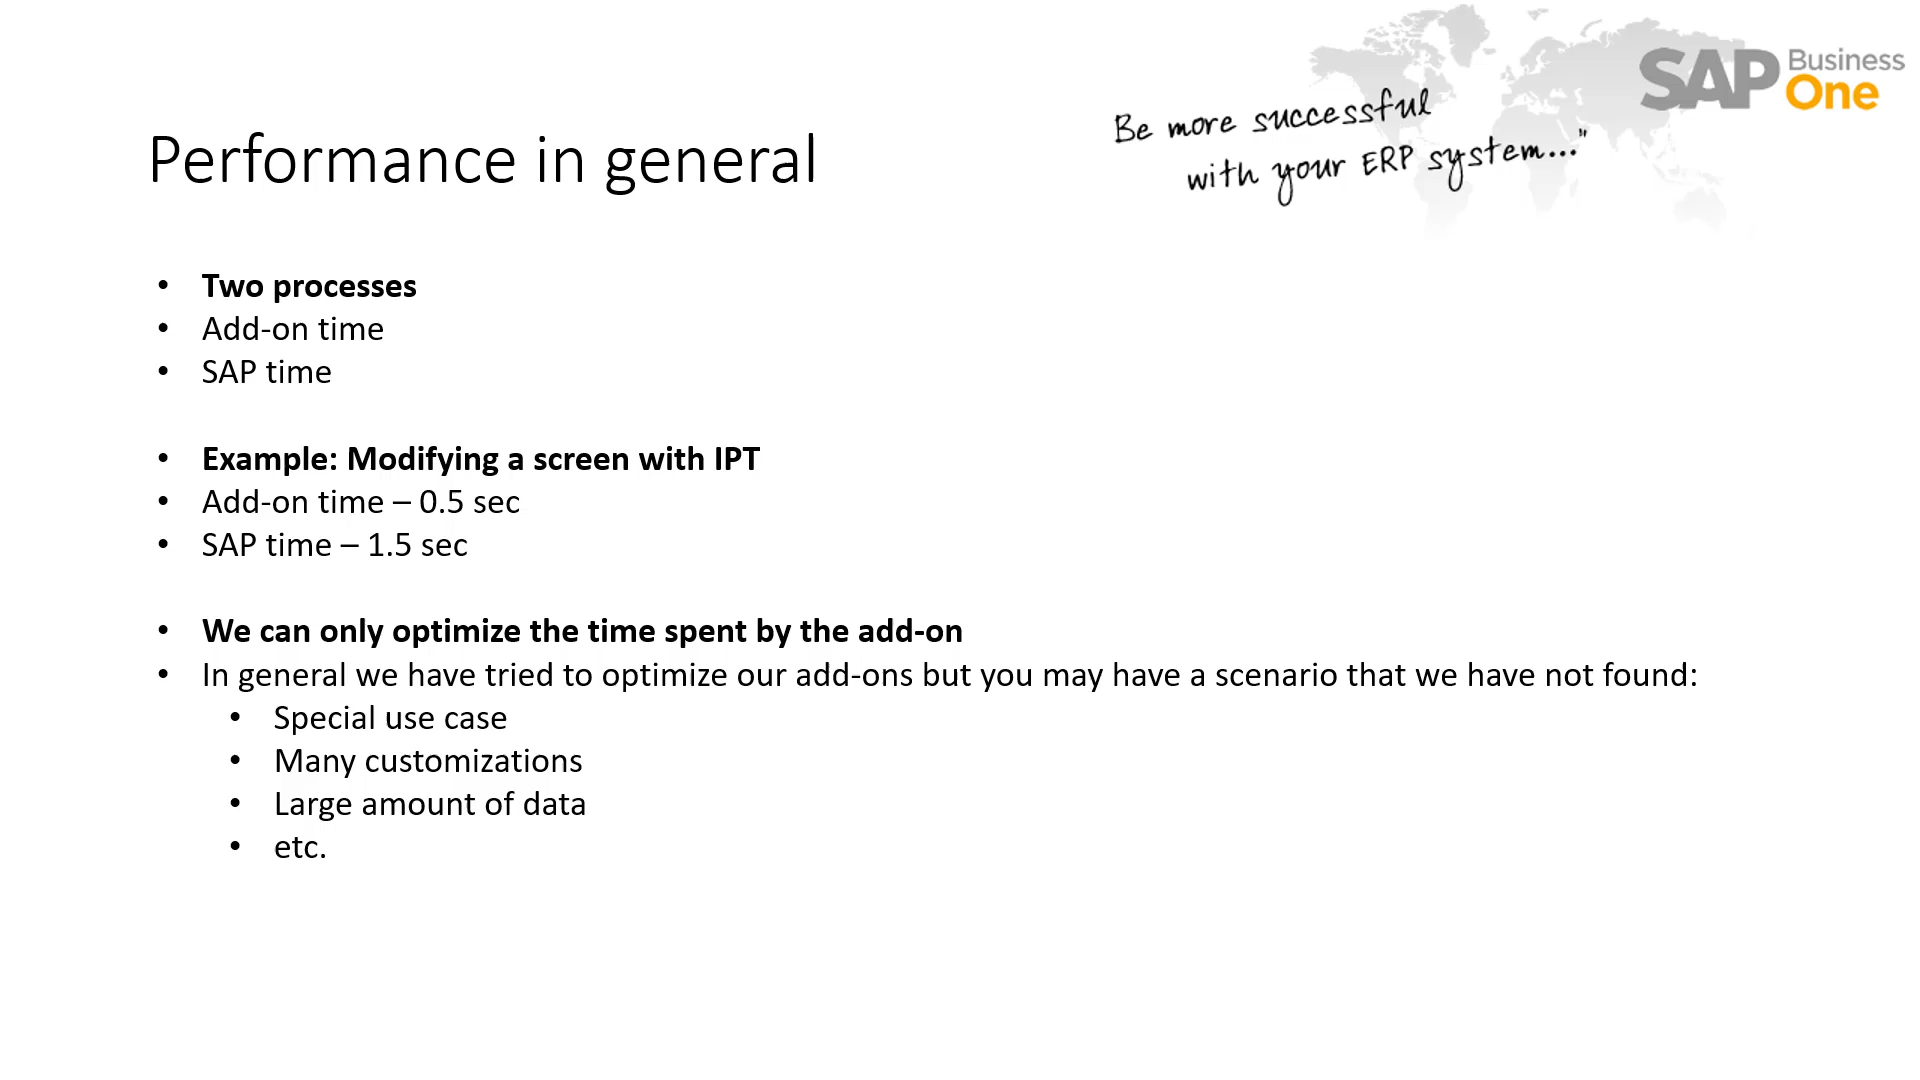 SAP Business One
Be more successful
with your ERP system..."
Performance in general
• Two processes
• Add-on time
• SAP time
• Example: Modifying a screen with IPT
• Add-on time – 0.5 sec
• SAP time – 1.5 sec
• We can only optimize the time spent by the add-on
• In general we have tried to optimize our add-ons but you may have a scenario that we have not found:
• Special use case
• Many customizations
• Large amount of data
• etc.